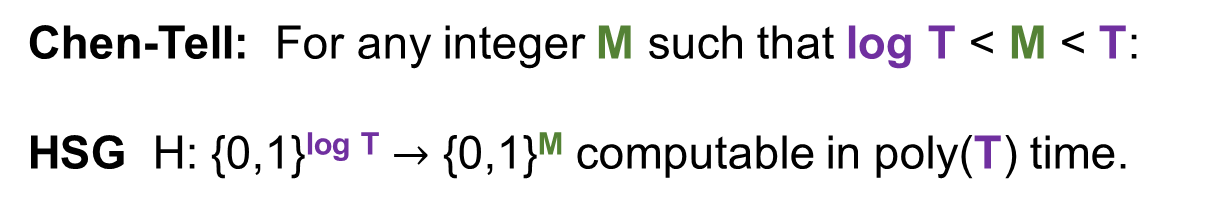 Chen-Tell: For any integer M such that log T < M < T:
HSG H: {0,1}^log T → {0,1}^M computable in poly(T) time.